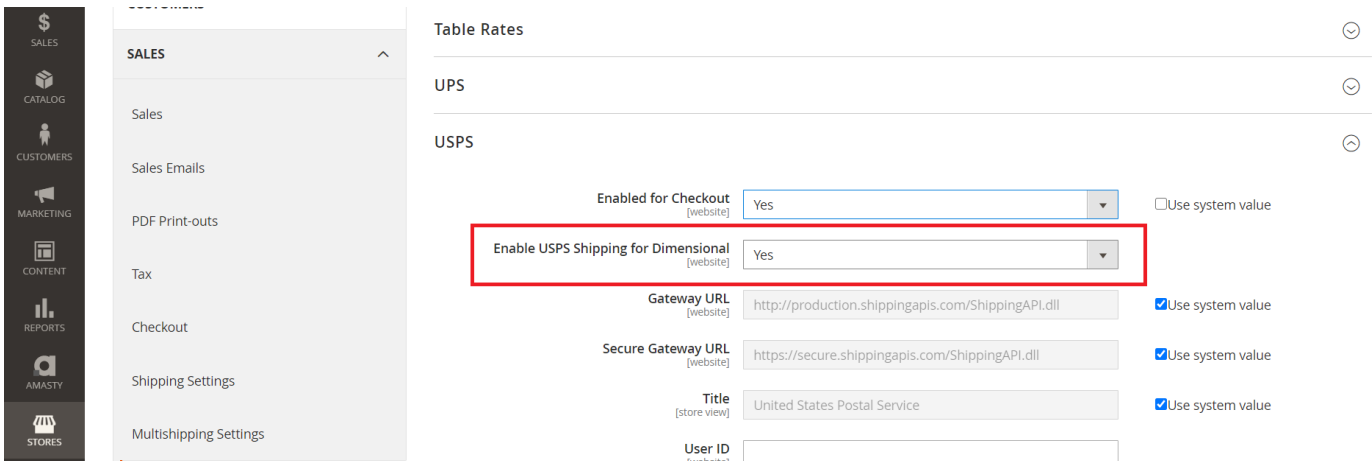 SALES
CATALOG
CUSTOMERS
MARKETING
CONTENT
REPORTS
AMASTY
STORES
CUSTOMERS
SALES
Sales
Sales Emails
PDF Print-outs
Tax
Checkout
Shipping Settings
Multishipping Settings
Table Rates
UPS
USPS
Enabled for Checkout
[website]
Yes
Use system value
Enable USPS Shipping for Dimensional
[website]
Yes
Gateway URL
[website]
http://production.shippingapis.com/ShippingAPI.dll
Use system value
Secure Gateway URL
[website]
https://secure.shippingapis.com/ShippingAPI.dll
Use system value
Title
[store view]
United States Postal Service
Use system value
User ID
[website]